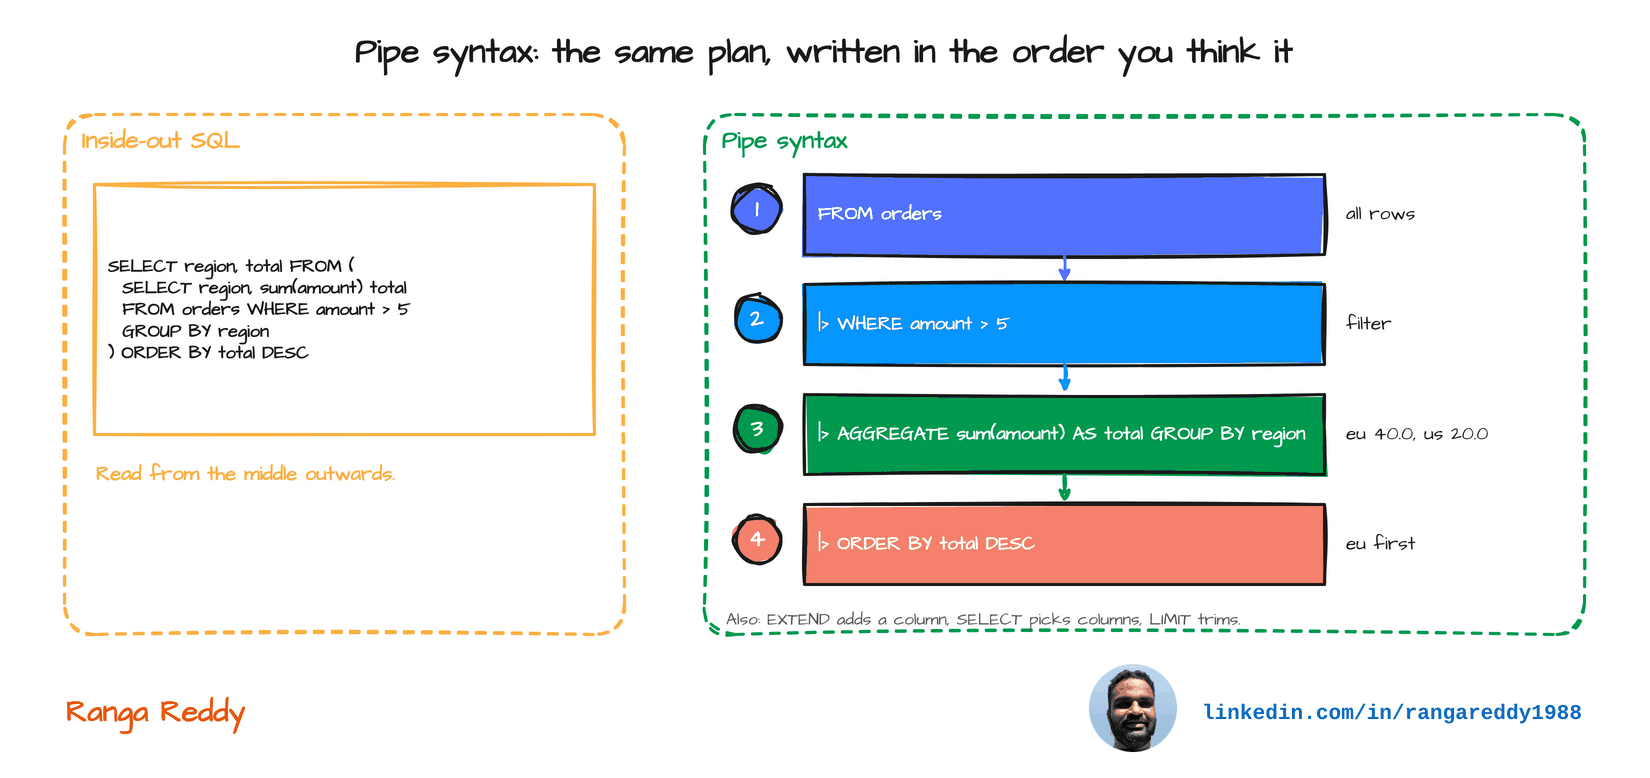 Pipe syntax: the same plan, written in the order you think it
Inside-out SQL
SELECT region, total FROM (
SELECT region, sum(amount) total
FROM orders WHERE amount > 5
GROUP BY region
) ORDER BY total DESC
Read from the middle outwards.
Pipe syntax
1
FROM orders
all rows
2
|> WHERE amount > 5
filter
3
|> AGGREGATE sum(amount) AS total GROUP BY region
eu 40.0, us 20.0
4
|> ORDER BY total DESC
eu first
Also: EXTEND adds a column, SELECT picks columns, LIMIT trims.
Ranga Reddy
linkedin.com/in/rangareddy1988